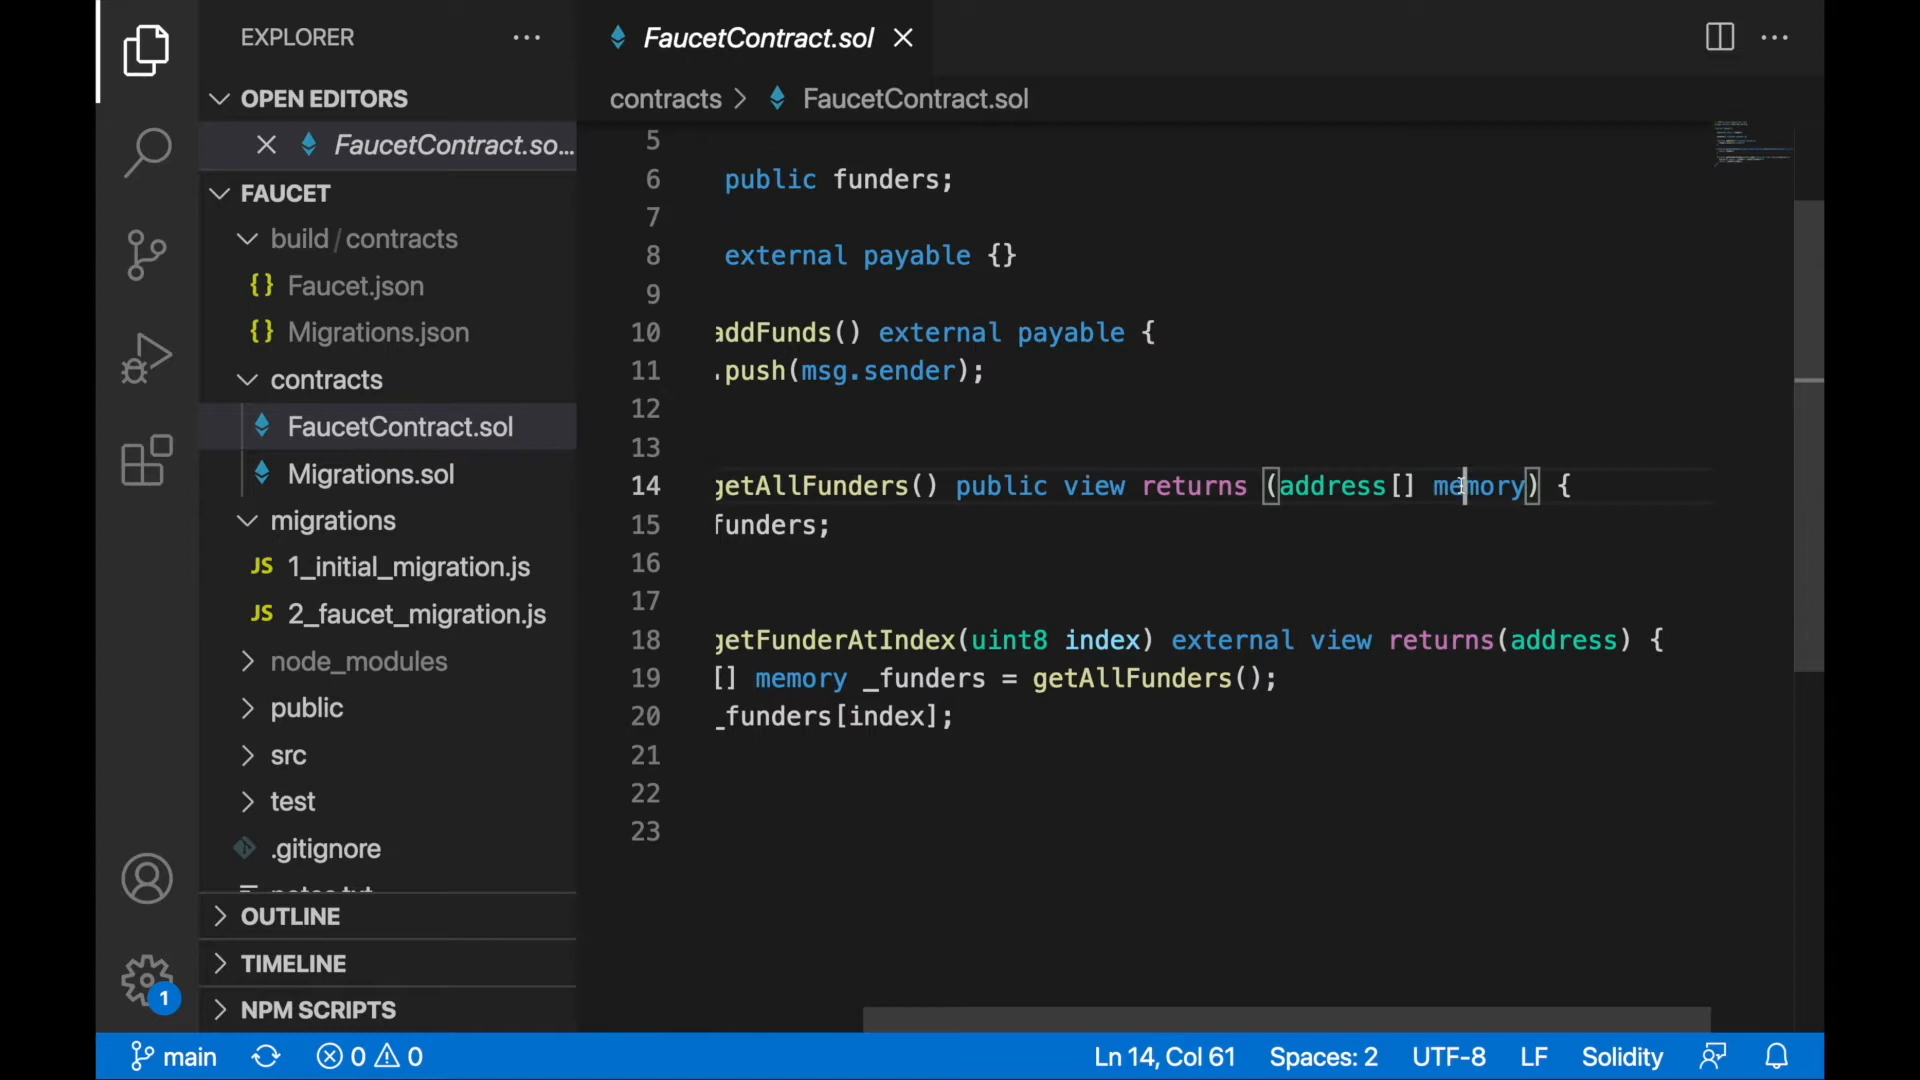 EXPLORER
OPEN EDITORS
FaucetContract.so...
FAUCET
build / contracts
{} Faucet.json
{} Migrations.json
contracts
FaucetContract.sol
Migrations.sol
migrations
JS 1_initial_migration.js
JS 2_faucet_migration.js
node_modules
public
src
test
.gitignore
OUTLINE
TIMELINE
NPM SCRIPTS
1
FaucetContract.sol
contracts > FaucetContract.sol
5
6 public funders;
7
8 external payable {}
9
10 addFunds() external payable {
11 .push(msg.sender);
12
13
14 getAllFunders() public view returns (address[] memory) {
15 funders;
16
17
18 getFunderAtIndex(uint8 index) external view returns(address) {
19 [] memory _funders = getAllFunders();
20 _funders[index];
21
22
23
main 0 0 Ln 14, Col 61 Spaces: 2 UTF-8 LF Solidity